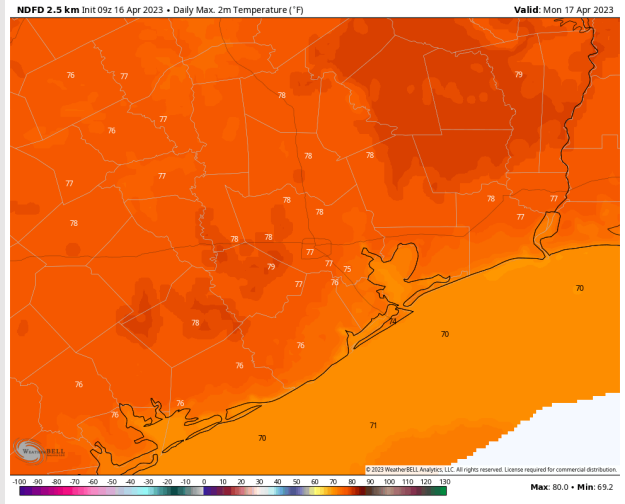 NDFD 2.5 km Init 09z 16 Apr 2023 • Daily Max. 2m Temperature (°F)
Valid: Mon 17 Apr 2023
76 77 79
78
77
76
78 78
77 77
78 78 77
78 77
78
78 78
77
79 77 75
77 76
70
78 74
70
76
76
76
76
76
71
70
WeatherBELL
© 2023 WeatherBELL Analytics, LLC. All rights reserved. License required for commercial distribution.
-100 -90 -80 -70 -60 -50 -40 -30 -20 -10 0 10 20 30 40 50 60 70 80 90 100 110 120 130
Max: 80.0 • Min: 69.2